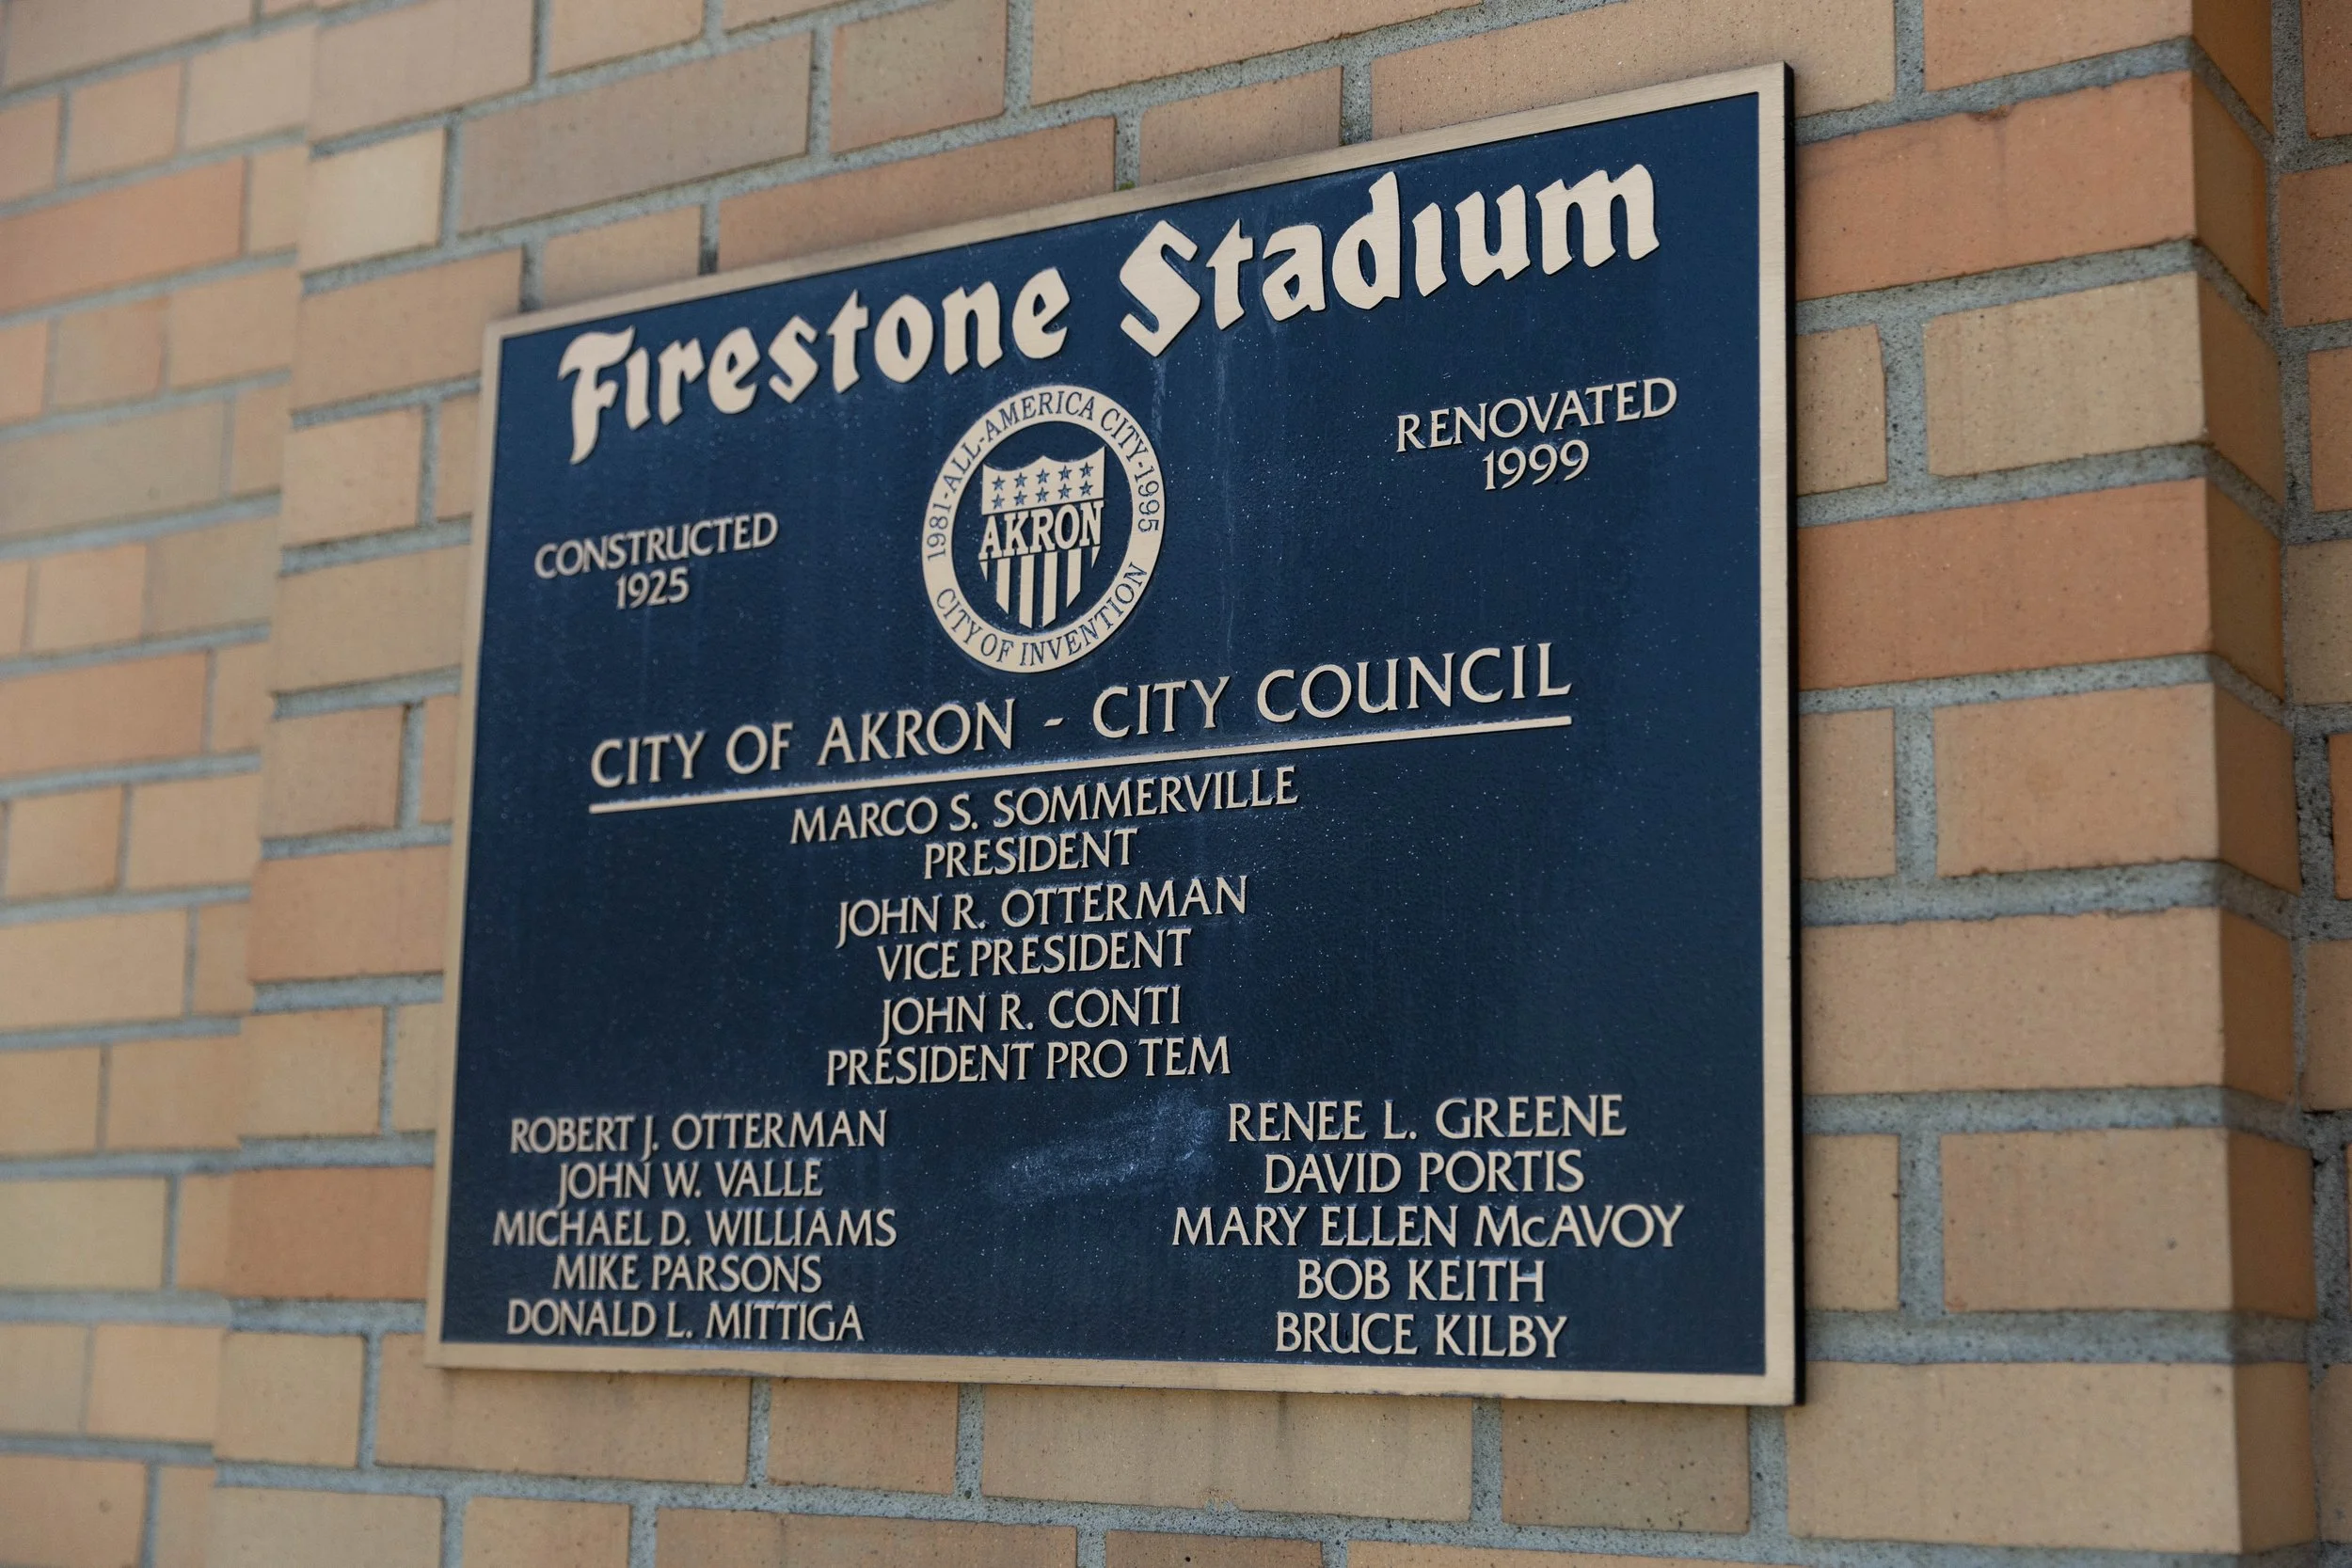 Firestone Stadium
CONSTRUCTED
1925
1981-ALL-AMERICA CITY-1995
AKRON
CITY OF INVENTION
RENOVATED
1999
CITY OF AKRON - CITY COUNCIL
MARCO S. SOMMERVILLE
PRESIDENT
JOHN R. OTTERMAN
VICE PRESIDENT
JOHN R. CONTI
PRESIDENT PRO TEM
ROBERT J. OTTERMAN
JOHN W. VALLE
MICHAEL D. WILLIAMS
MIKE PARSONS
DONALD L. MITTIGA
RENEE L. GREENE
DAVID PORTIS
MARY ELLEN McAVOY
BOB KEITH
BRUCE KILBY